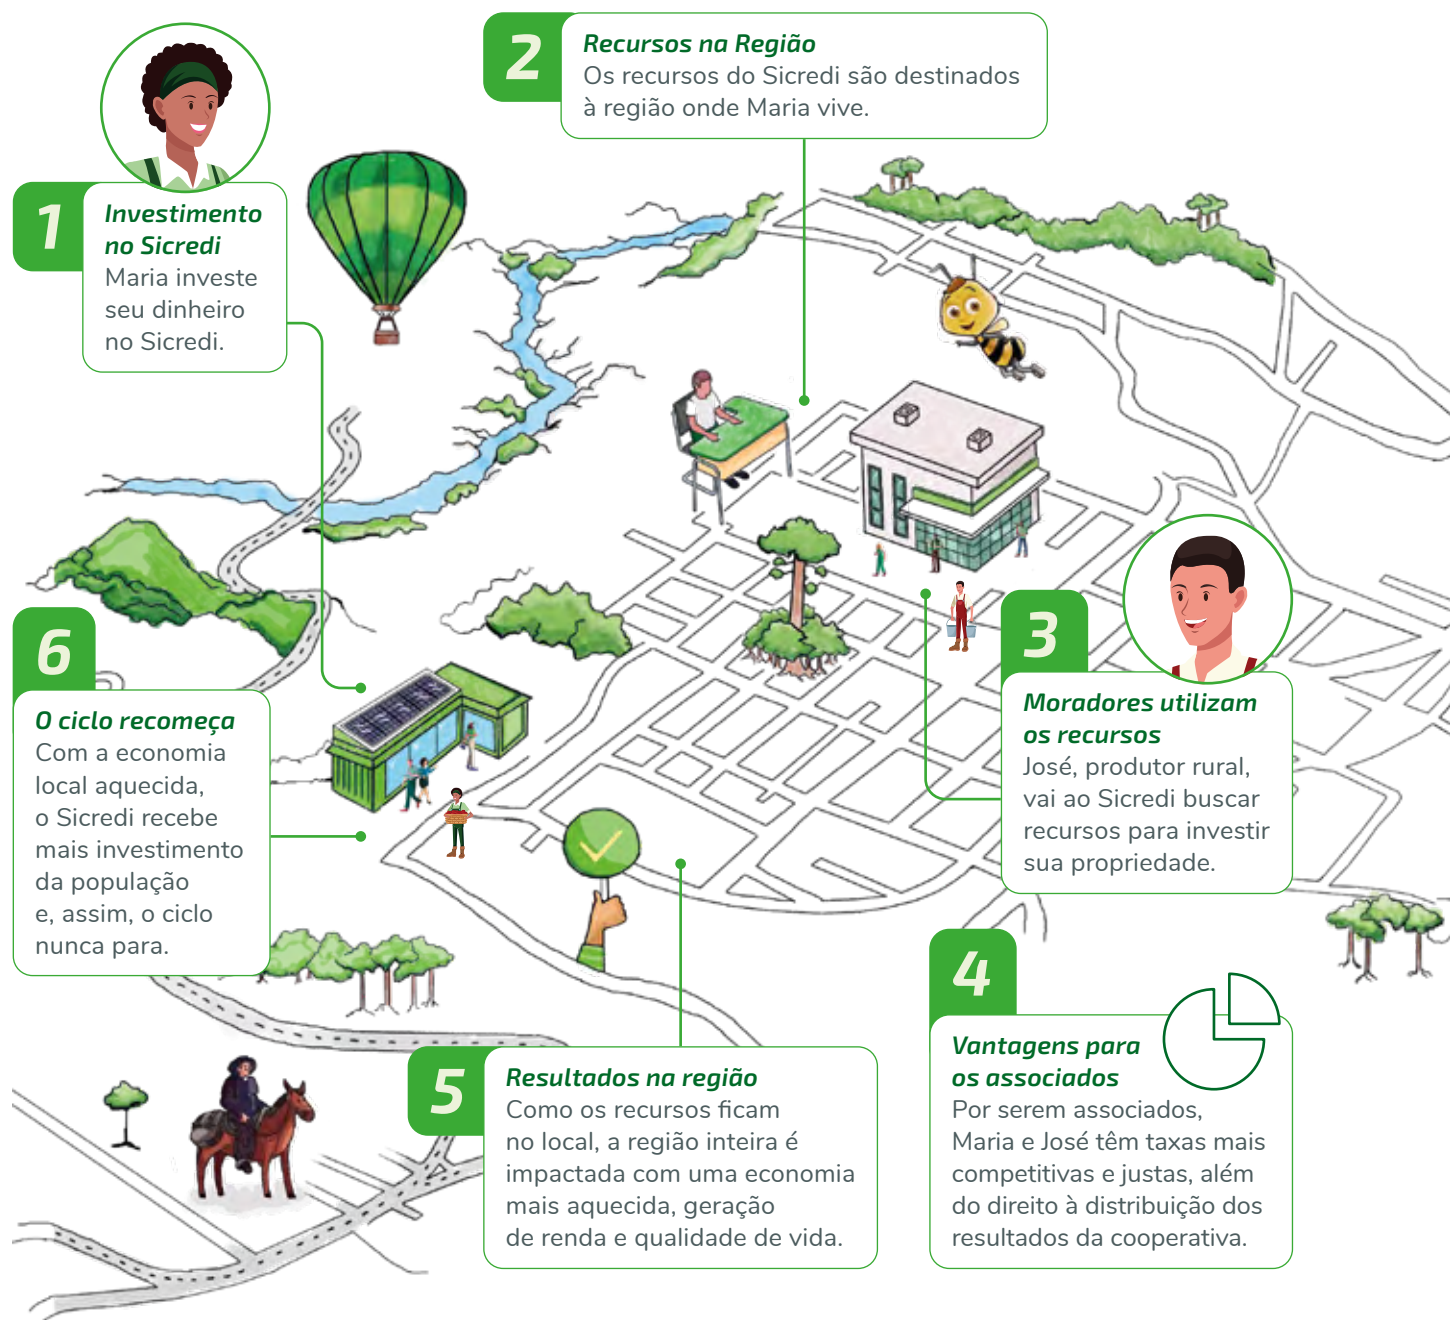 1
Investimento
no Sicredi
Maria investe
seu dinheiro
no Sicredi.
2
Recursos na Região
Os recursos do Sicredi são destinados
à região onde Maria vive.
3
Moradores utilizam
os recursos
José, produtor rural,
vai ao Sicredi buscar
recursos para investir
sua propriedade.
4
Vantagens para
os associados
Por serem associados,
Maria e José têm taxas mais
competitivas e justas, além
do direito à distribuição dos
resultados da cooperativa.
5
Resultados na região
Como os recursos ficam
no local, a região inteira é
impactada com uma economia
mais aquecida, geração
de renda e qualidade de vida.
6
O ciclo recomeça
Com a economia
local aquecida,
o Sicredi recebe
mais investimento
da população
e, assim, o ciclo
nunca para.